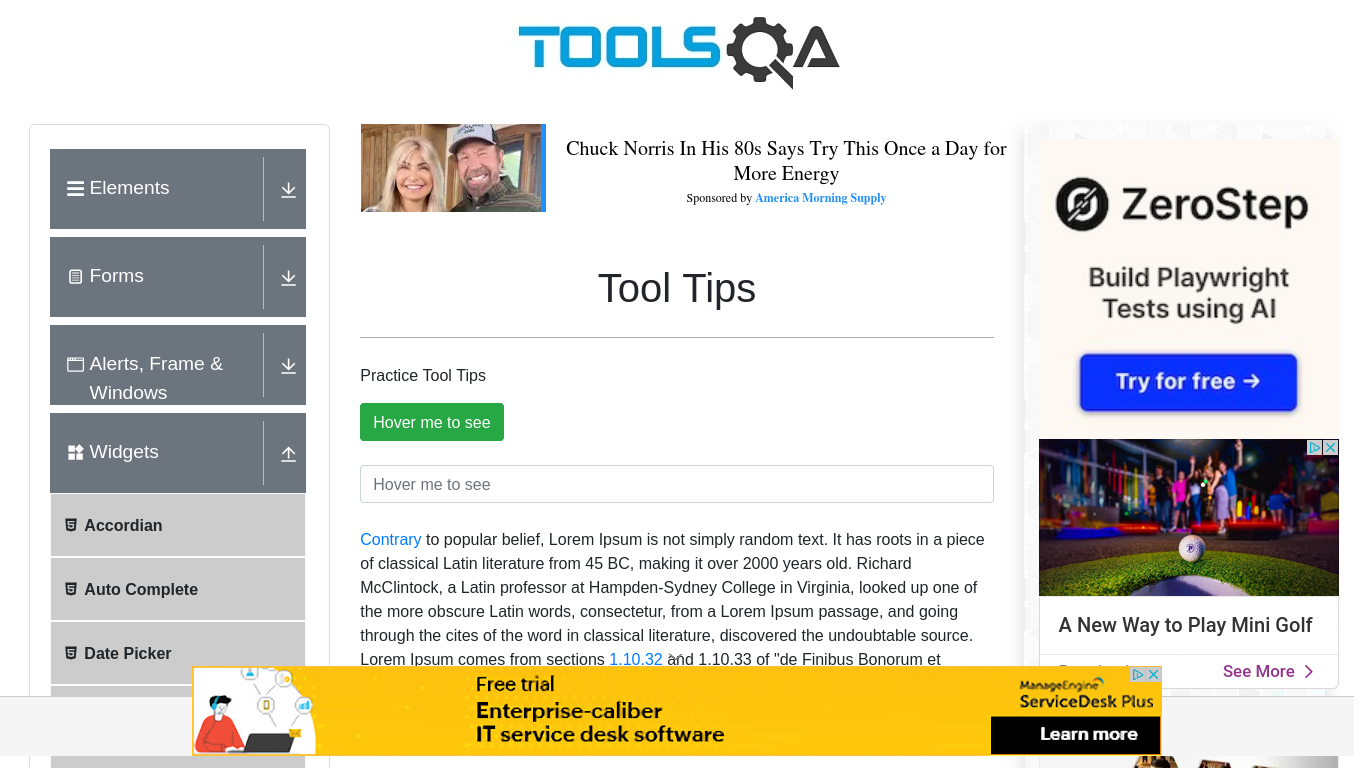 TOOLSQA
Elements
Forms
Alerts, Frame &
Windows
Widgets
Accordian
Auto Complete
Date Picker
Chuck Norris In His 80s Says Try This Once a Day for
More Energy
Sponsored by America Morning Supply
Tool Tips
Practice Tool Tips
Hover me to see
Hover me to see
Contrary to popular belief, Lorem Ipsum is not simply random text. It has roots in a piece
of classical Latin literature from 45 BC, making it over 2000 years old. Richard
McClintock, a Latin professor at Hampden-Sydney College in Virginia, looked up one of
the more obscure Latin words, consectetur, from a Lorem Ipsum passage, and going
through the cites of the word in classical literature, discovered the undoubtable source.
Lorem Ipsum comes from sections 1.10.32 and 1.10.33 of "de Finibus Bonorum et
ZeroStep
Build Playwright
Tests using AI
Try for free →
A New Way to Play Mini Golf
See More
Free trial
Enterprise-caliber
IT service desk software
ManageEngine
ServiceDesk Plus
Learn more